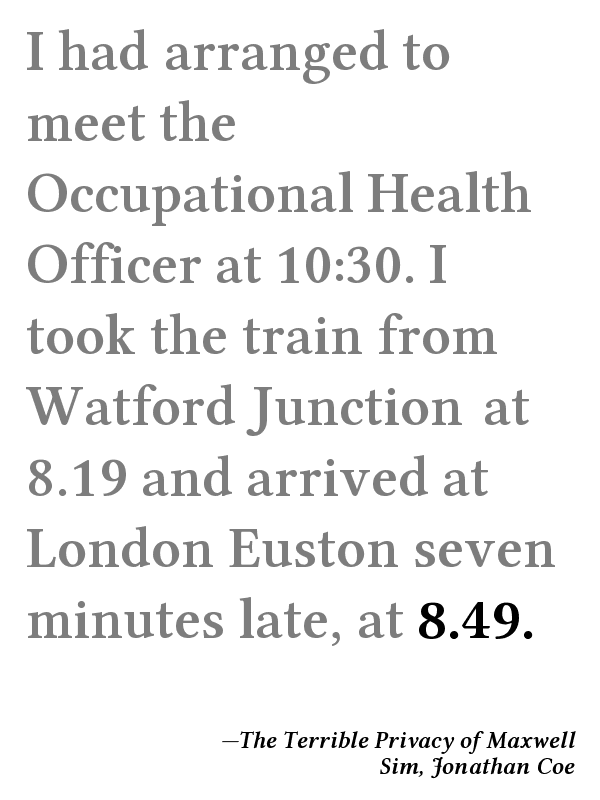 I had arranged to
meet the
Occupational Health
Officer at 10:30. I
took the train from
Watford Junction at
8.19 and arrived at
London Euston seven
minutes late, at 8.49.
—The Terrible Privacy of Maxwell
Sim, Jonathan Coe